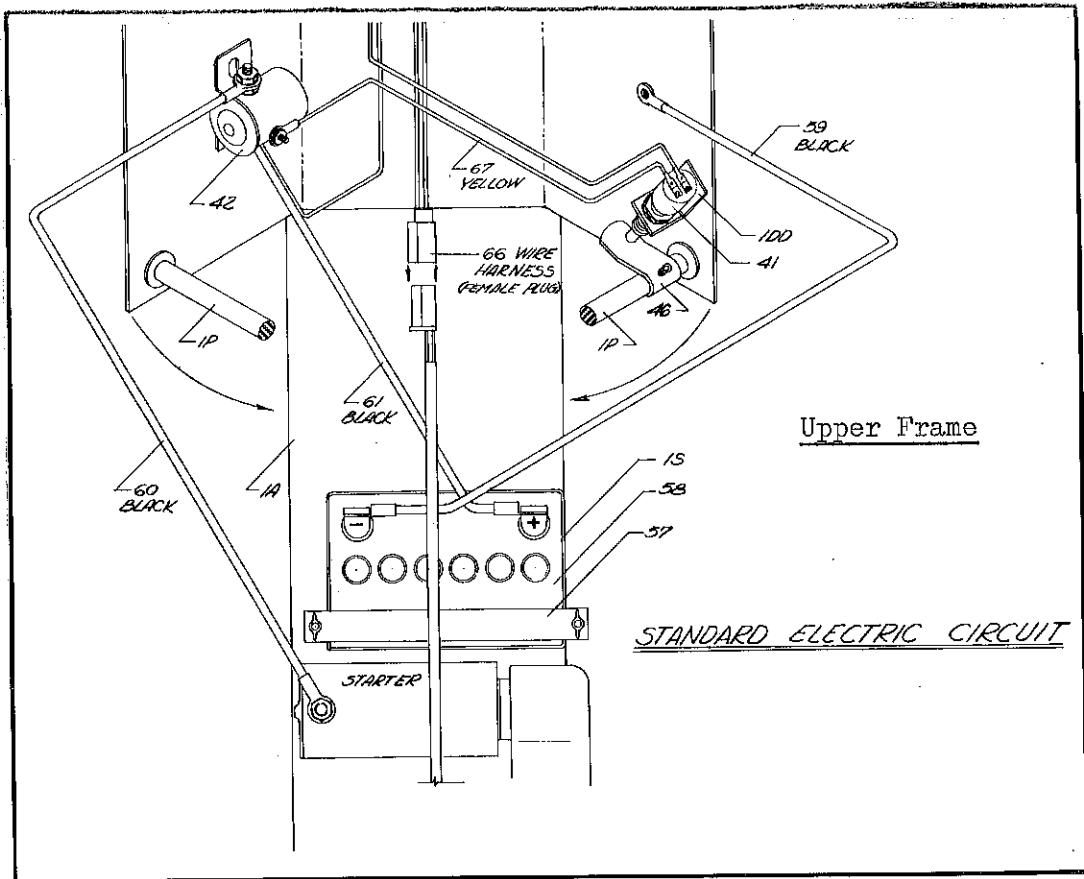 59
BLACK
67
YELLOW
42
1DD
66 WIRE
HARNESS
(FEMALE PLUG)
41
46
1P
1P
61
BLACK
Upper Frame
60
BLACK
1A
1S
58
57
- +
STANDARD ELECTRIC CIRCUIT
STARTER